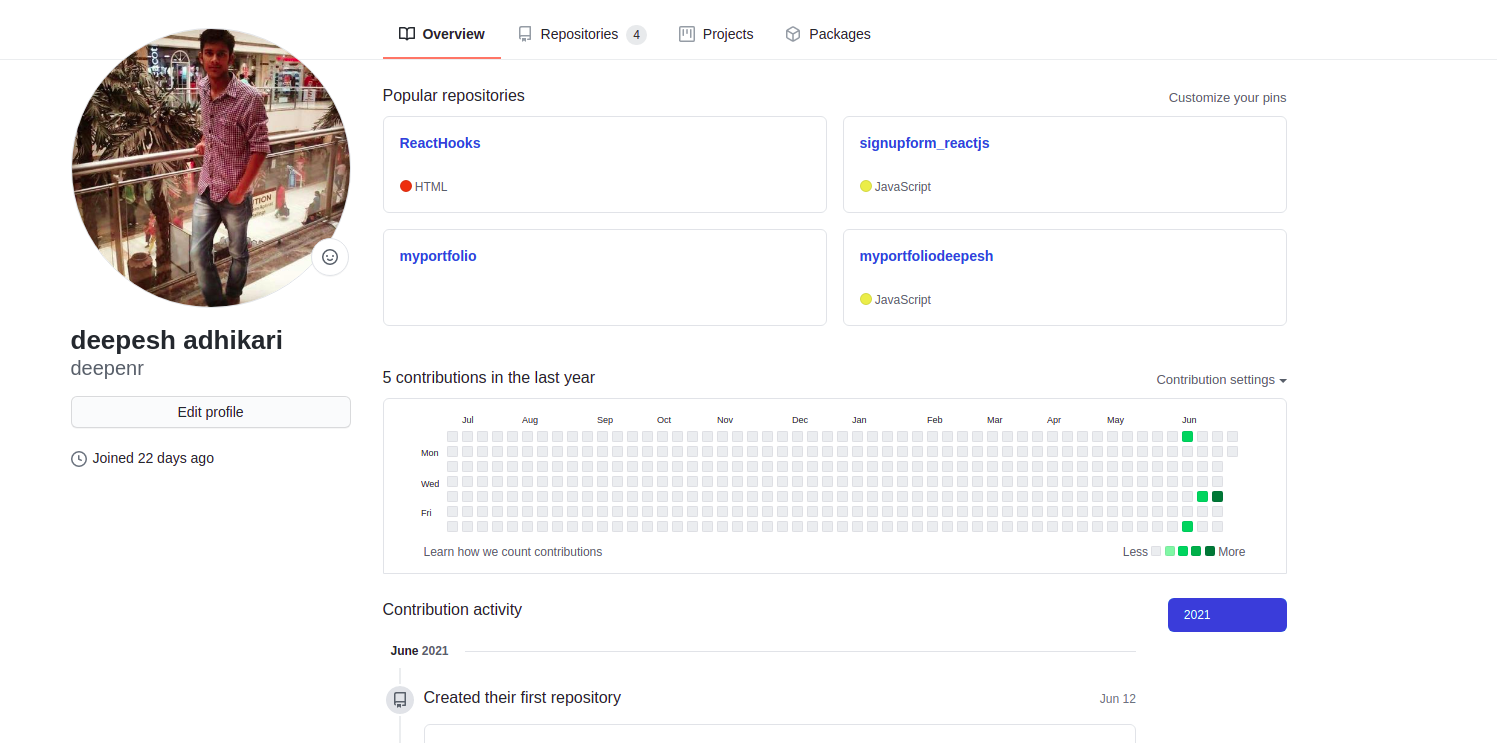 Overview
Repositories 4
Projects
Packages
Popular repositories
Customize your pins
ReactHooks
HTML
signupform_reactjs
JavaScript
myportfolio
myportfoliodeepesh
JavaScript
deepesh adhikari
deepenr
Edit profile
Joined 22 days ago
5 contributions in the last year
Contribution settings
Jul Aug Sep Oct Nov Dec Jan Feb Mar Apr May Jun
Mon
Wed
Fri
Learn how we count contributions
Less More
Contribution activity
2021
June 2021
Created their first repository
Jun 12